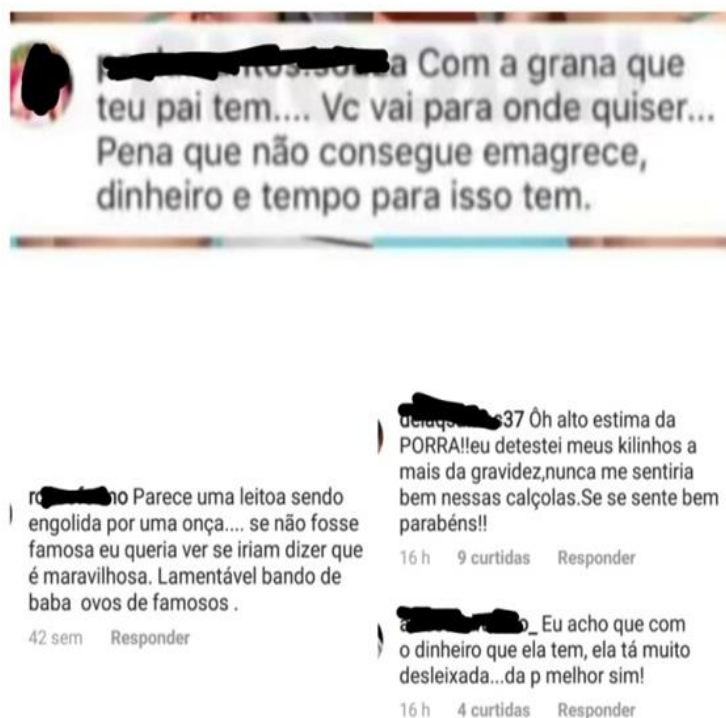 Com a grana que
teu pai tem.... Vc vai para onde quiser...
Pena que não consegue emagrece,
dinheiro e tempo para isso tem.
Parece uma leitoa sendo
engolida por uma onça.... se não fosse
famosa eu queria ver se iriam dizer que
é maravilhosa. Lamentável bando de
baba ovos de famosos .
42 sem Responder
s37 Ôh alto estima da
PORRA!!eu detestei meus kilinhos a
mais da gravidez,nunca me sentiria
bem nessas calçolas.Se se sente bem
parabéns!!
16 h 9 curtidas Responder
Eu acho que com
o dinheiro que ela tem, ela tá muito
desleixada...da p melhor sim!
16 h 4 curtidas Responder